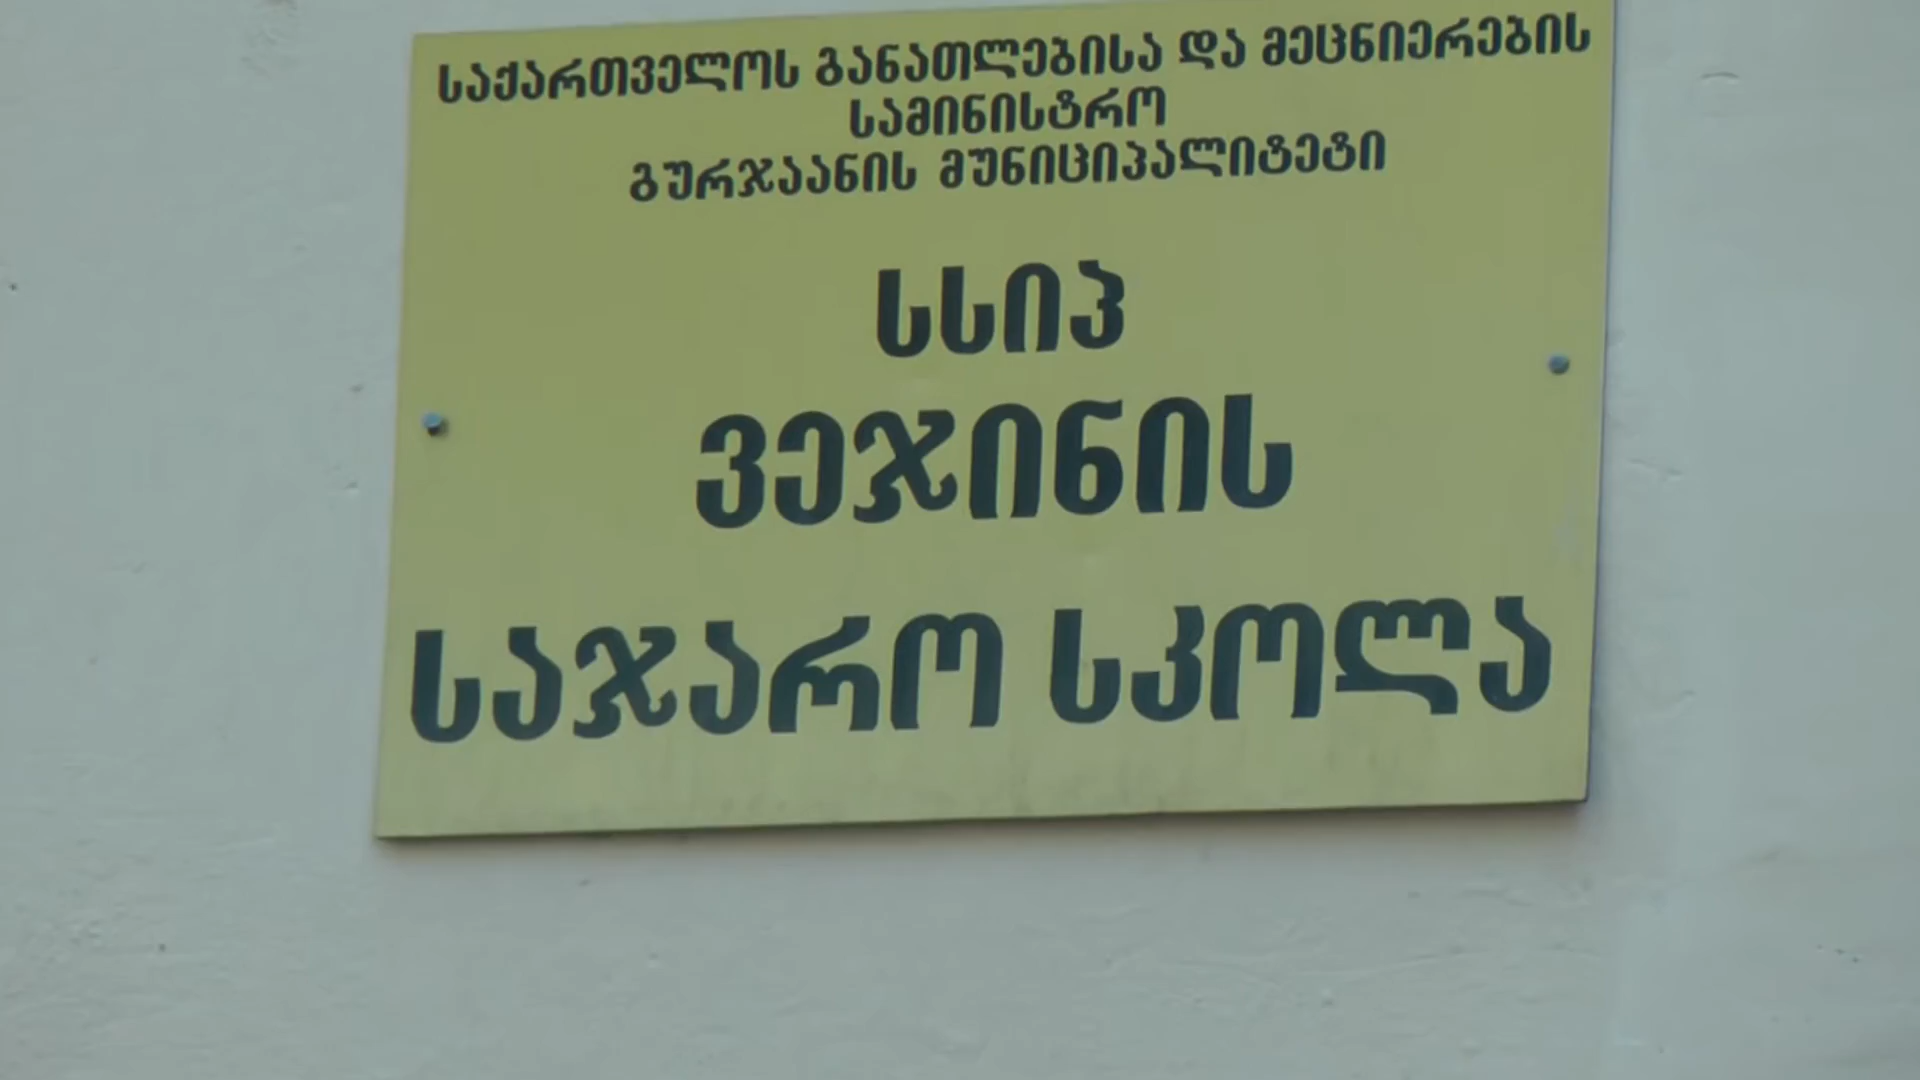 საქართველოს განათლებისა და მეცნიერების
სამინისტრო
გურჯაანის მუნიციპალიტეტი
სსიპ
ვეჯინის
საჯარო სკოლა